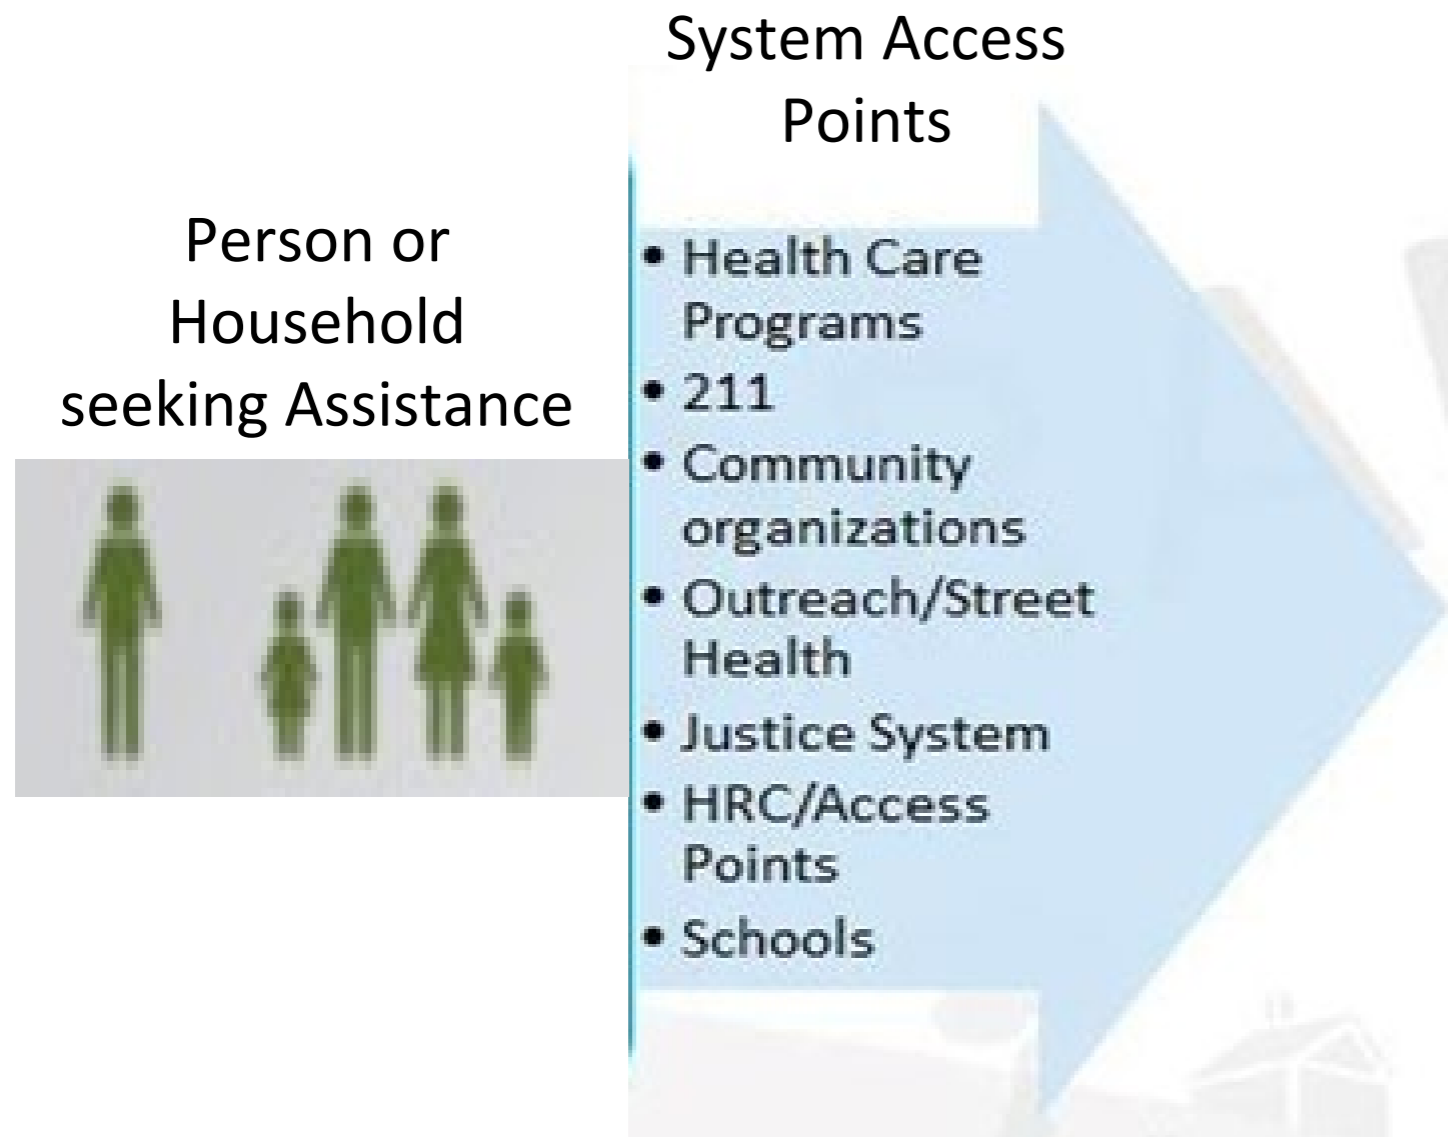 System Access
Points
Person or
Household
seeking Assistance
• Health Care
Programs
• 211
• Community
organizations
• Outreach/Street
Health
• Justice System
• HRC/Access
Points
• Schools